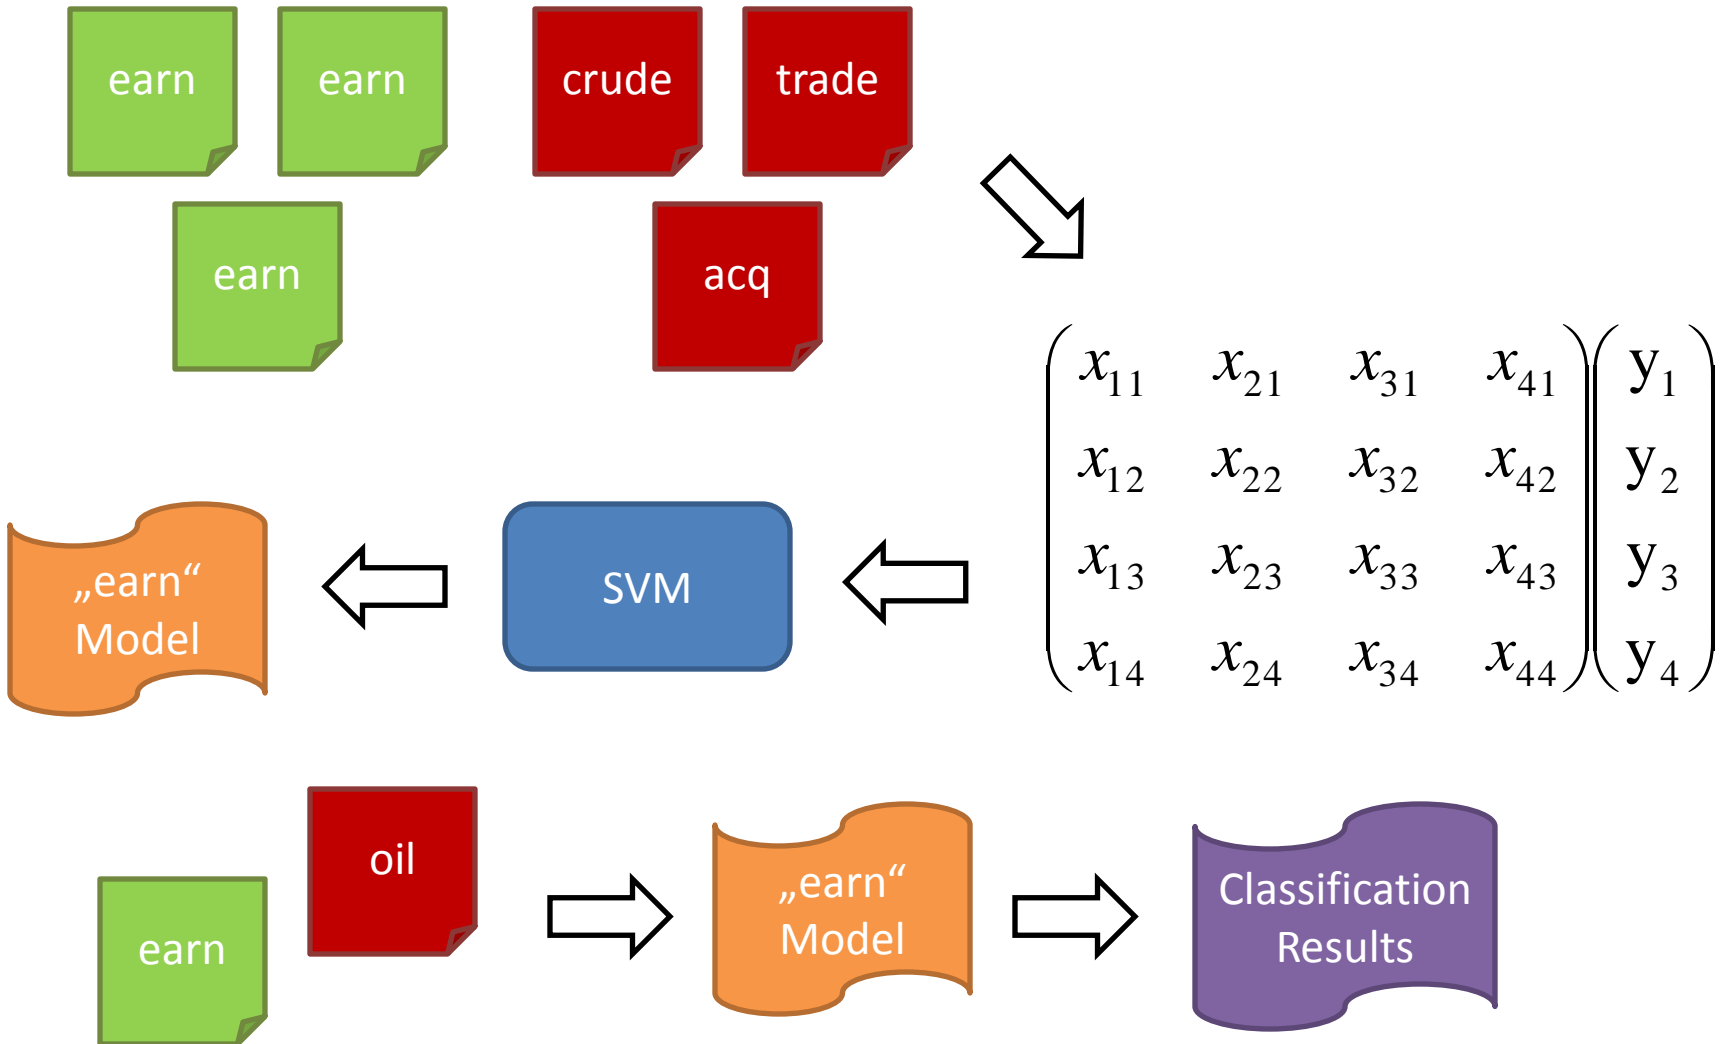 earn
earn
crude
trade
earn
acq
x11 x21 x31 x41 y1
x12 x22 x32 x42 y2
x13 x23 x33 x43 y3
x14 x24 x34 x44 y4
„earn“
Model
SVM
oil
earn
„earn“
Model
Classification
Results